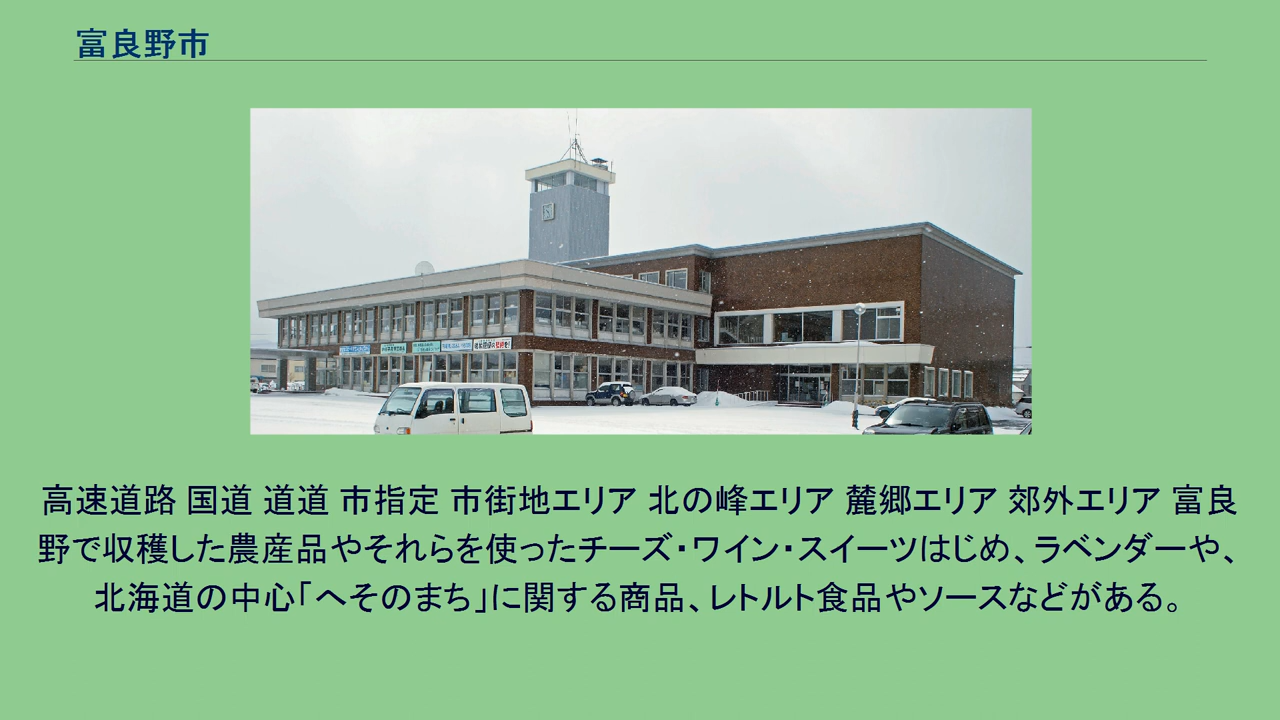 富良野市
高速道路 国道 道道 市指定 市街地エリア 北の峰エリア 麓郷エリア 郊外エリア 富良
野で収穫した農産品やそれらを使ったチーズ・ワイン・スイーツはじめ、ラベンダーや、
北海道の中心「へそのまち」に関する商品、レトルト食品やソースなどがある。